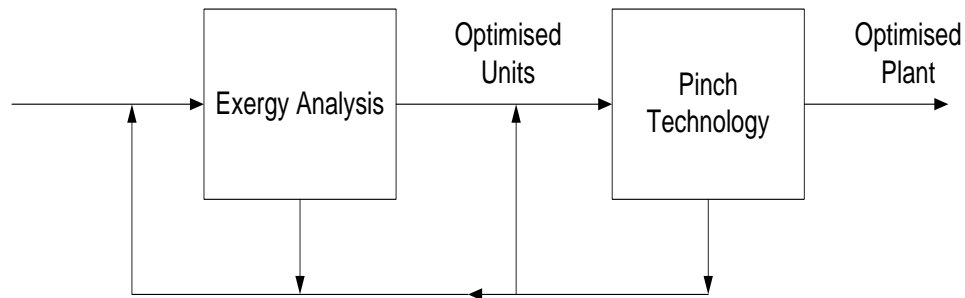 Exergy Analysis
Optimised
Units
Pinch
Technology
Optimised
Plant